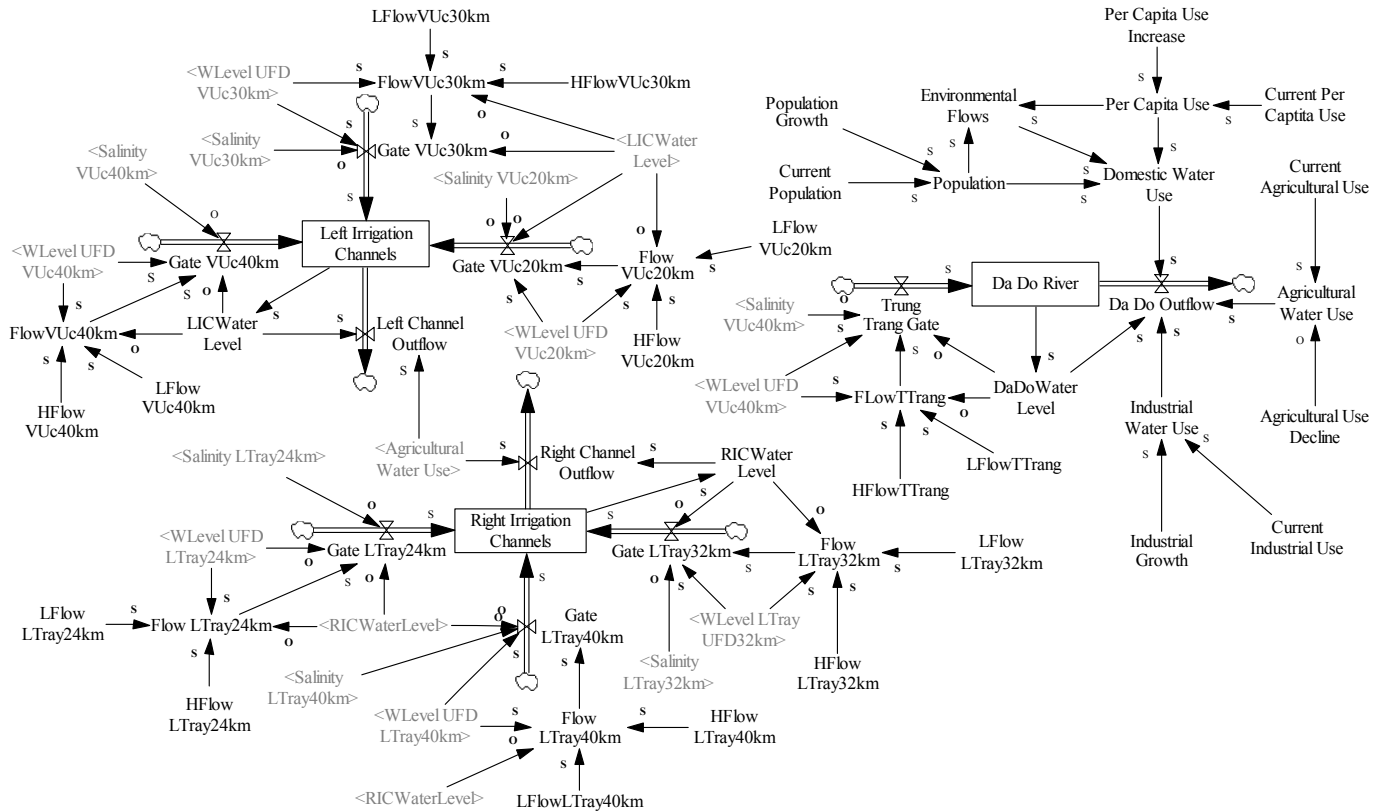 LFlowVUc30km
<WLevel UFD
VUc30km>
s
s
FlowVUc30km
s
HFlowVUc30km
o
s
s
<Salinity
VUc30km>
s
o
Gate VUc30km
o
<LICWater
Level>
<Salinity
VUc40km>
<Salinity VUc20km>
s
o
o
o
o
Left Irrigation
Channels
LFlow
VUc20km
<WLevel UFD
VUc40km>
s
Gate VUc40km
s
o
Gate VUc20km
s
s
Flow
VUc20km
s
s
s
FlowVUc40km
o
LICWater
Level
s
s
s
Left Channel
Outflow
<WLevel UFD
VUc20km>
HFlow
VUc20km
s
s
s
HFlow
VUc40km
LFlow
VUc40km
Per Capita Use
Increase
s
Population
Growth
Environmental
Flows
s
Per Capita Use
s
Current Per
Captita Use
s
s
s
s
Current
Population
s
Population
s
s
Domestic Water
Use
Current
Agricultural Use
s
s
Da Do River
<Salinity
VUc40km>
o
s
Trung
Trang Gate
Da Do Outflow
s
Agricultural
Water Use
s
o
s
s
s
o
<WLevel UFD
VUc40km>
s
s
FLowTTrang
o
DaDoWater
Level
s
s
HFlowTTrang
LFlowTTrang
Industrial
Water Use
s
s
Agricultural Use
Decline
Industrial
Growth
Current
Industrial Use
<Salinity LTray24km>
<Agricultural
Water Use>
s
Right Channel
Outflow
s
RICWater
Level
s
s
o
s
Right Irrigation
Channels
s
o
o
<WLevel UFD
LTray24km>
o
Gate LTray24km
s
o
Gate LTray32km
o
s
s
Flow
LTray32km
s
LFlow
LTray32km
LFlow
LTray24km
s
s
Flow LTray24km
o
<RICWaterLevel>
o
o
Gate
LTray40km
<WLevel LTray
UFD32km>
s
s
s
<Salinity
LTray40km>
s
s
<Salinity
LTray32km>
HFlow
LTray32km
HFlow
LTray24km
<WLevel UFD
LTray40km>
s
Flow
LTray40km
s
HFlow
LTray40km
o
s
<RICWaterLevel>
LFlowLTray40km